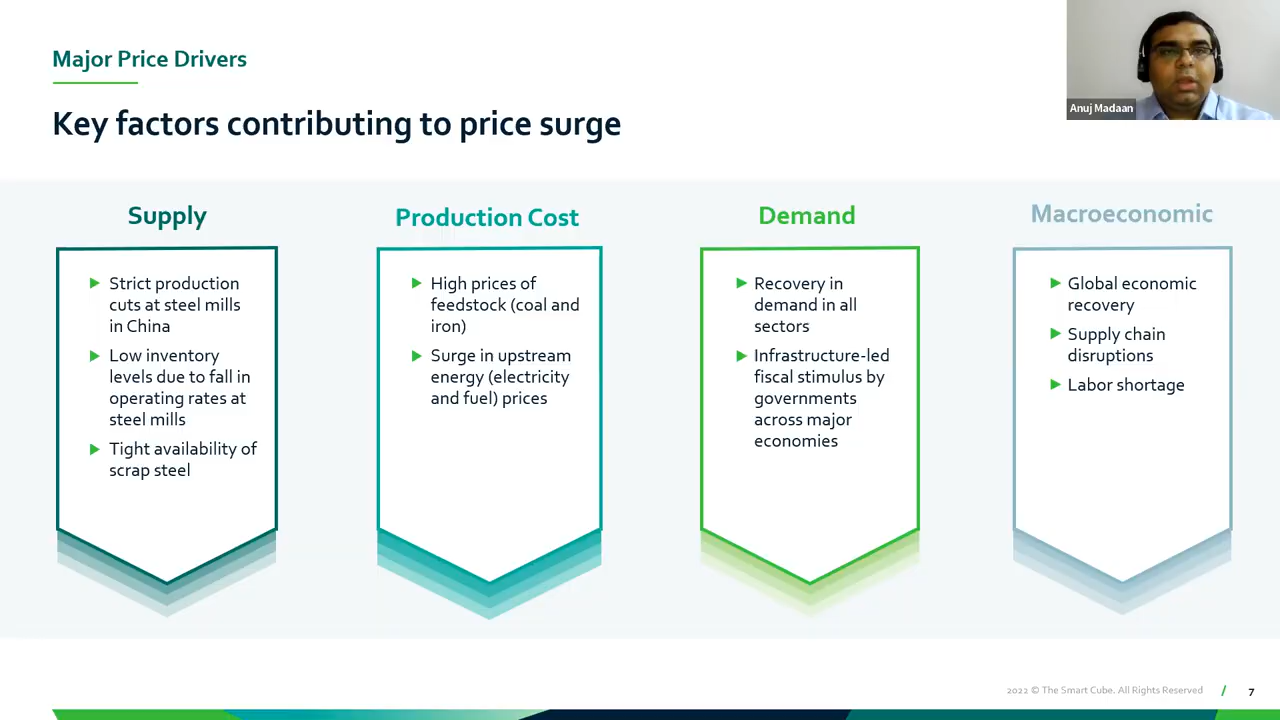 Major Price Drivers
Key factors contributing to price surge
Anuj Madaan
Supply
Strict production
cuts at steel mills
in China
Low inventory
levels due to fall in
operating rates at
steel mills
Tight availability of
scrap steel
Production Cost
High prices of
feedstock (coal and
iron)
Surge in upstream
energy (electricity
and fuel) prices
Demand
Recovery in
demand in all
sectors
Infrastructure-led
fiscal stimulus by
governments
across major
economies
Macroeconomic
Global economic
recovery
Supply chain
disruptions
Labor shortage
2022 © The Smart Cube. All Rights Reserved / 7